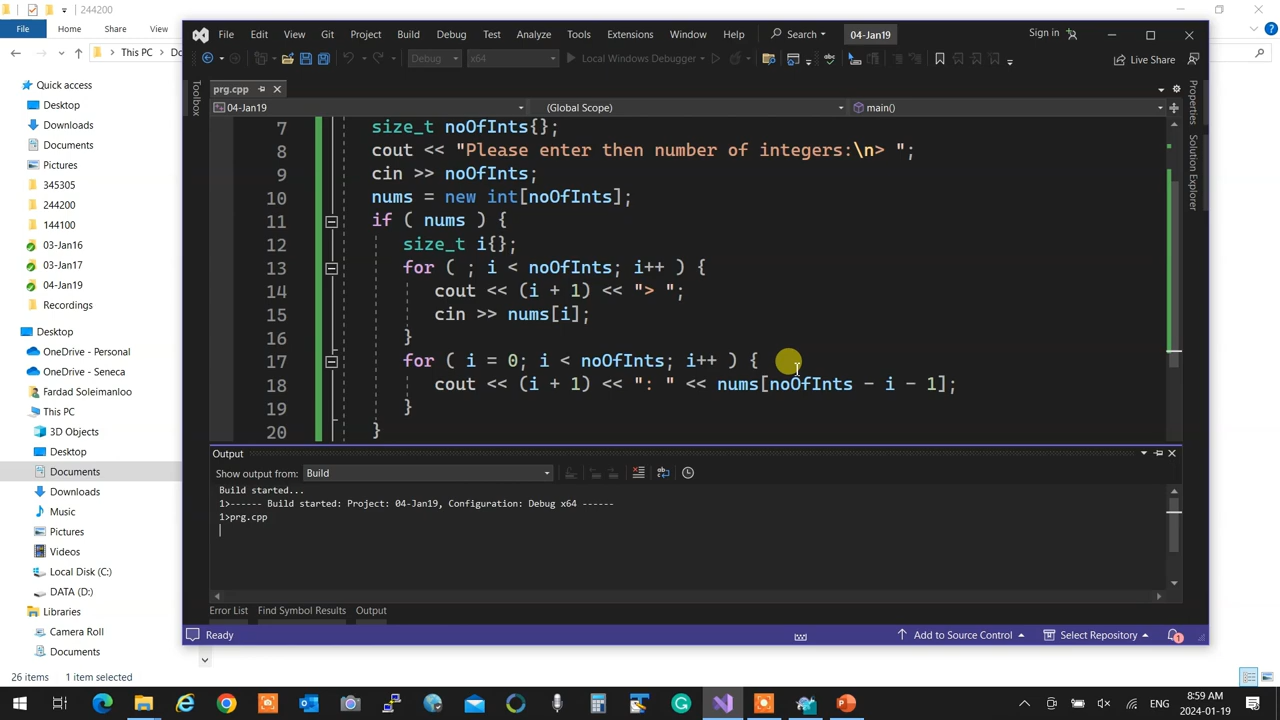 244200
File
Home
Share
View
This PC
Do
Quick access
Desktop
Downloads
Documents
Pictures
345305
244200
144100
03-Jan16
03-Jan17
04-Jan19
Recordings
Desktop
OneDrive - Personal
OneDrive - Seneca
Fardad Soleimanloo
This PC
3D Objects
Desktop
Documents
Downloads
Music
Pictures
Videos
Local Disk (C:)
DATA (D:)
Libraries
Camera Roll
Documents
26 items
1 item selected
File Edit View Git Project Build Debug Test Analyze Tools Extensions Window Help Search 04-Jan19 Sign in
Debug x64 Local Windows Debugger Live Share
Toolbox
Properties
Solution Explorer
prg.cpp
04-Jan19 (Global Scope) main()
7 size_t noOfInts{};
8 cout << "Please enter then number of integers:\n> ";
9 cin >> noOfInts;
10 nums = new int[noOfInts];
11 if ( nums ) {
12 size_t i{};
13 for ( ; i < noOfInts; i++ ) {
14 cout << (i + 1) << "> ";
15 cin >> nums[i];
16 }
17 for ( i = 0; i < noOfInts; i++ ) {
18 cout << (i + 1) << ": " << nums[noOfInts - i - 1];
19 }
20 }
Output
Show output from: Build
Build started...
1>------ Build started: Project: 04-Jan19, Configuration: Debug x64 ------
1>prg.cpp
Error List Find Symbol Results Output
Ready Add to Source Control Select Repository 1
ENG
8:59 AM
2024-01-19